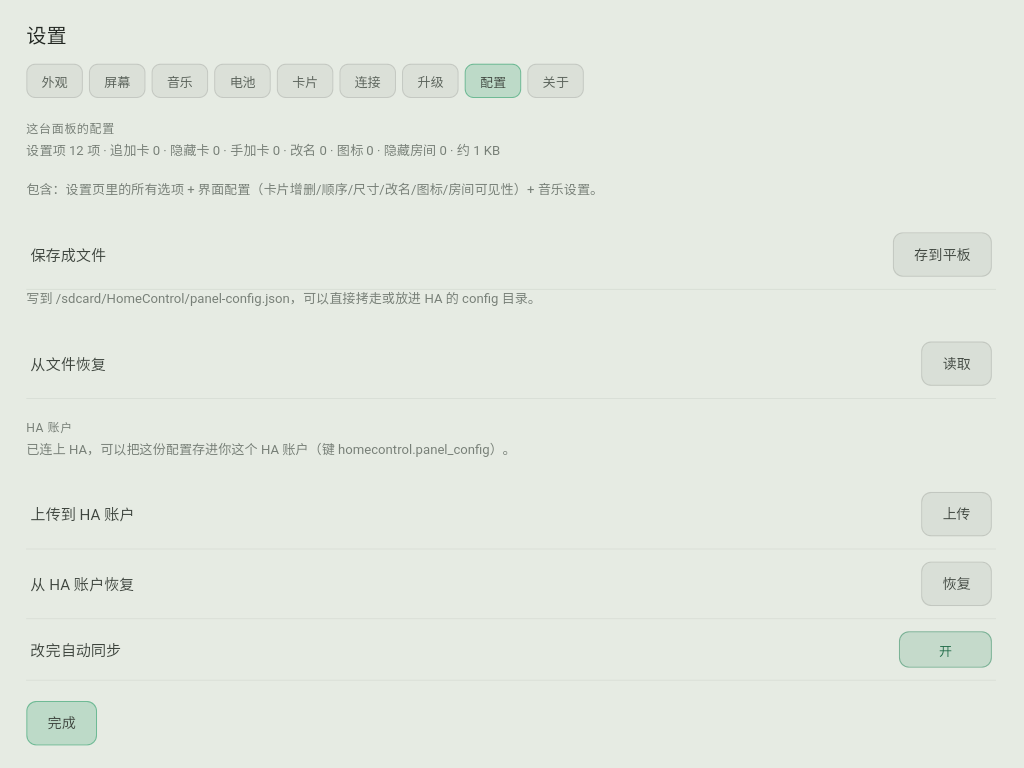 设置
外观 屏幕 音乐 电池 卡片 连接 升级 配置 关于
这台面板的配置
设置项 12 项 · 追加卡 0 · 隐藏卡 0 · 手加卡 0 · 改名 0 · 图标 0 · 隐藏房间 0 · 约 1 KB
包含：设置页里的所有选项 + 界面配置（卡片增删/顺序/尺寸/改名/图标/房间可见性）+ 音乐设置。
保存成文件 存到平板
写到 /sdcard/HomeControl/panel-config.json，可以直接拷走或放进 HA 的 config 目录。
从文件恢复 读取
HA 账户
已连上 HA，可以把这份配置存进你这个 HA 账户（键 homecontrol.panel_config）。
上传到 HA 账户 上传
从 HA 账户恢复 恢复
改完自动同步 开
完成